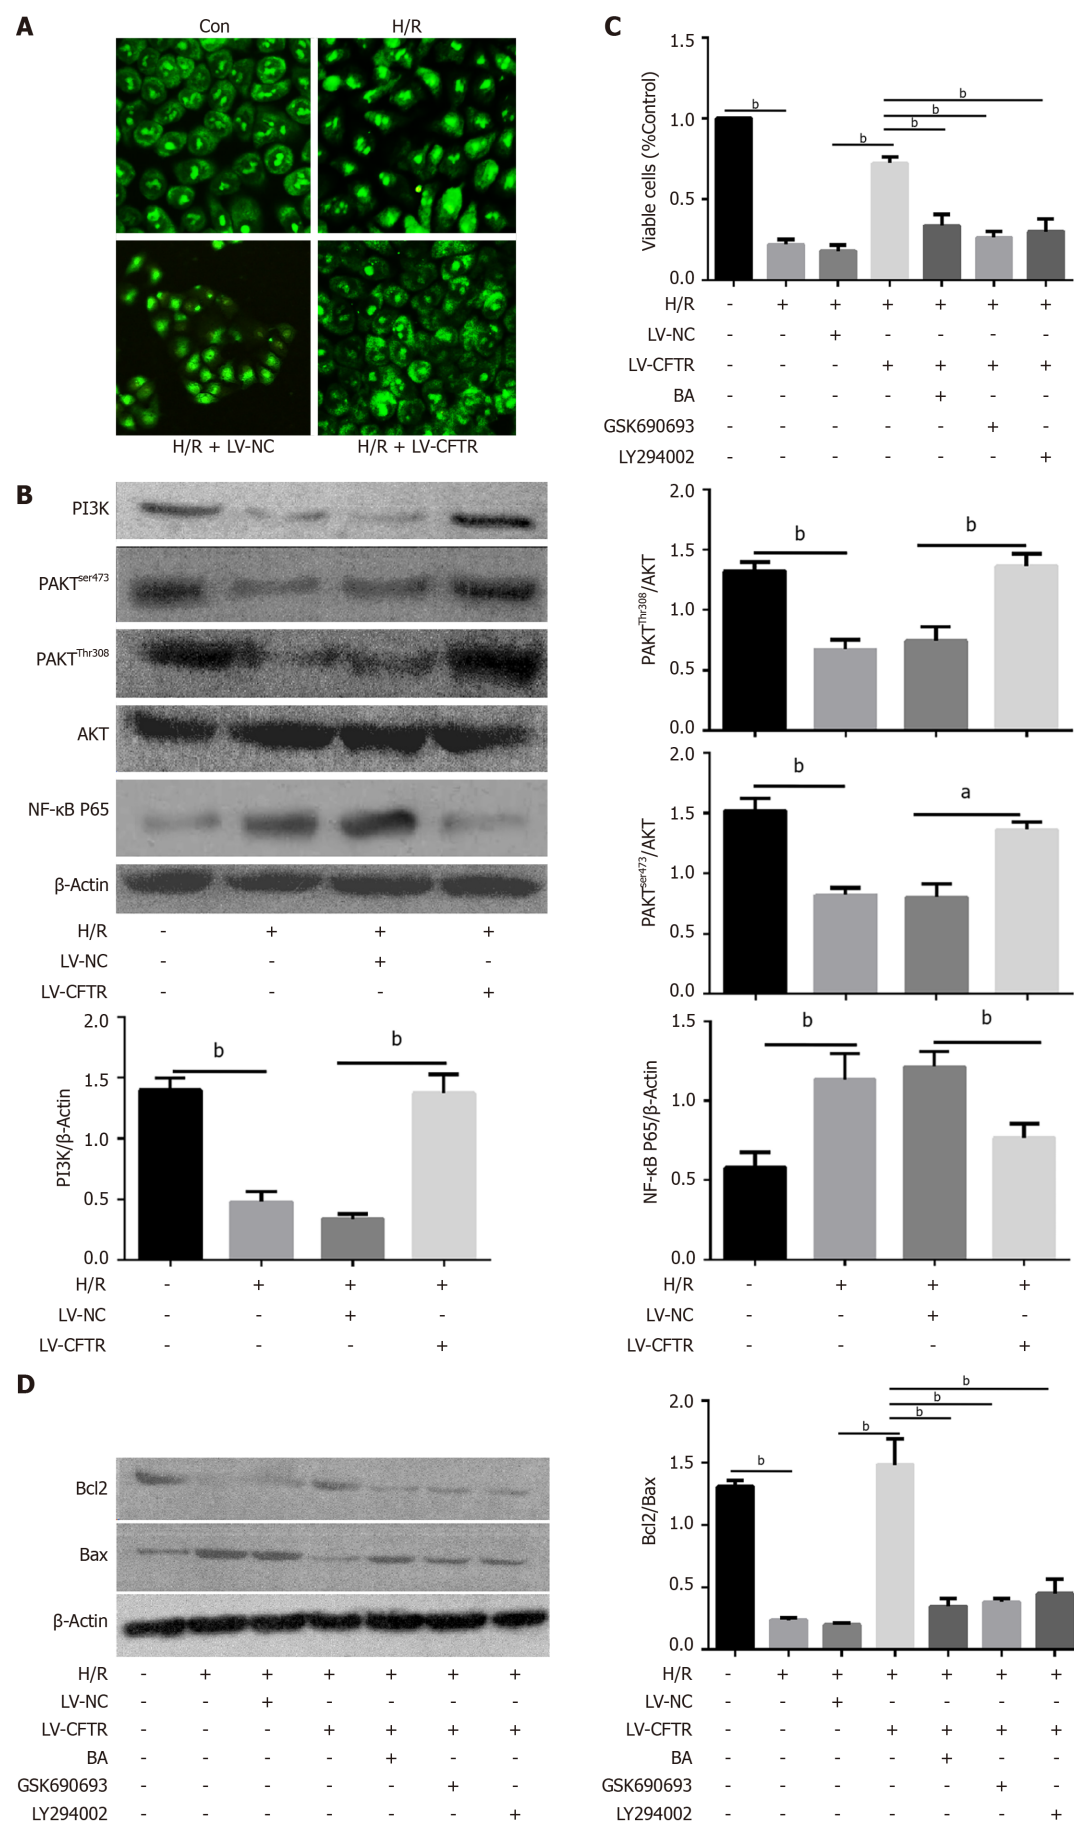 A
Con H/R
H/R + LV-NC H/R + LV-CFTR
B
PI3K
PAKTser473
PAKTThr308
AKT
NF-κB P65
β-Actin
H/R - + + +
LV-NC - - + -
LV-CFTR - - - +
PI3K/β-Actin
2.0
1.5
1.0
0.5
0.0
b b
H/R - + + +
LV-NC - - + -
LV-CFTR - - - +
C
Viable cells (%Control)
1.5
1.0
0.5
0.0
b b b b b
H/R - + + + + + +
LV-NC - - + - - - -
LV-CFTR - - - + + + +
BA - - - - + - -
GSK690693 - - - - - + -
LY294002 - - - - - - +
PAKTThr308/AKT
2.0
1.5
1.0
0.5
0.0
b b
PAKTser473/AKT
2.0
1.5
1.0
0.5
0.0
b a
NF-κB P65/β-Actin
1.5
1.0
0.5
0.0
b b
H/R - + + +
LV-NC - - + -
LV-CFTR - - - +
D
Bcl2
Bax
β-Actin
H/R - + + + + + +
LV-NC - - + - - - -
LV-CFTR - - - + + + +
BA - - - - + - -
GSK690693 - - - - - + -
LY294002 - - - - - - +
Bcl2/Bax
2.0
1.5
1.0
0.5
0.0
b b b b b
H/R - + + + + + +
LV-NC - - + - - - -
LV-CFTR - - - + + + +
BA - - - - + - -
GSK690693 - - - - - + -
LY294002 - - - - - - +